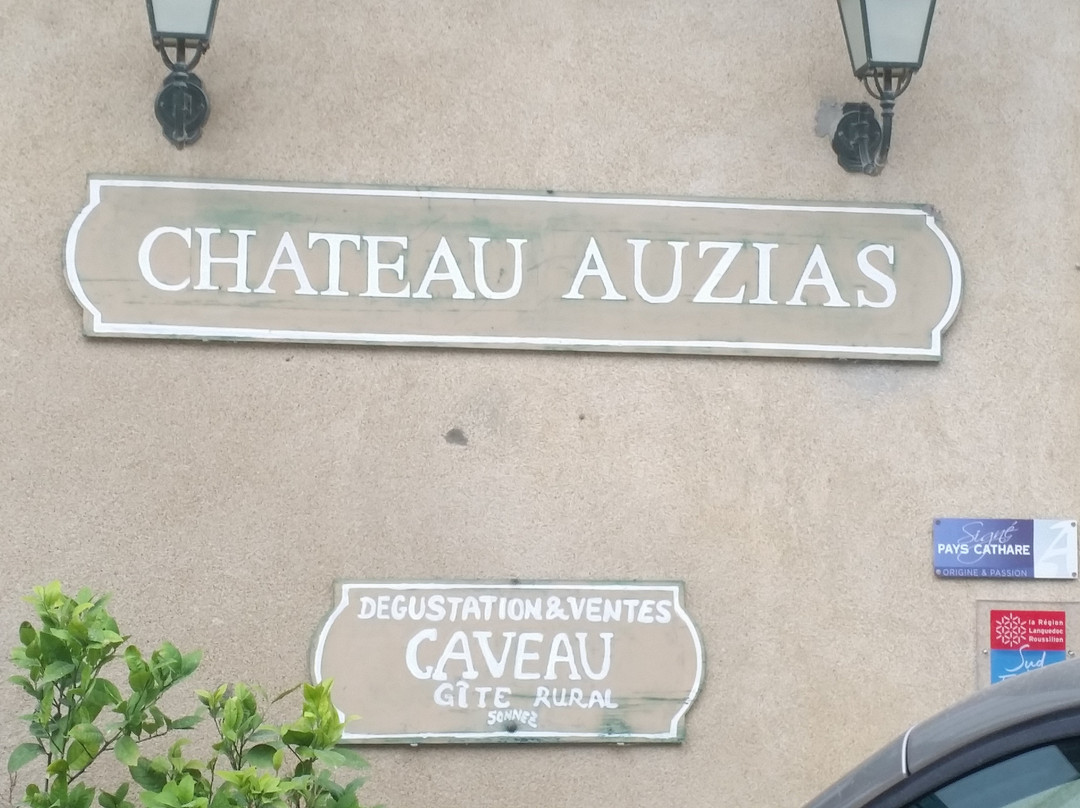 CHATEAU AUZIAS
Signé
PAYS CATHARE
ORIGINE & PASSION
DEGUSTATION & VENTES
CAVEAU
GÎTE RURAL
SONNEZ
la Région
Languedoc
Roussillon
Sud